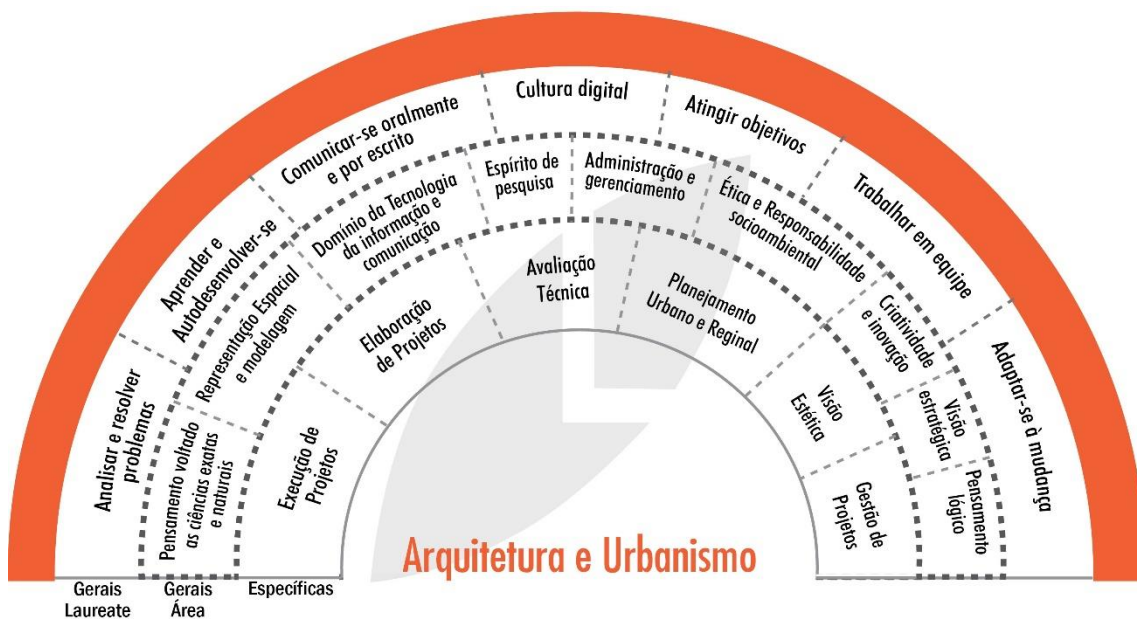 Analisar e resolver
problemas
Aprender e
Autodesenvolver-se
Comunicar-se oralmente
e por escrito
Cultura digital
Atingir objetivos
Trabalhar em equipe
Adaptar-se à mudança
Pensamento voltado
as ciências exatas
e naturais
Representação Espacial
e modelagem
Domínio da Tecnologia
da informação e
comunicação
Espírito de
pesquisa
Administração e
gerenciamento
Ética e Responsabilidade
socioambiental
Criatividade
e inovação
Visão
estratégica
Pensamento
lógico
Execução de
Projetos
Elaboração
de Projetos
Avaliação
Técnica
Planejamento
Urbano e Reginal
Visão
Estética
Gestão de
Projetos
Arquitetura e Urbanismo
Gerais
Laureate
Gerais
Área
Específicas